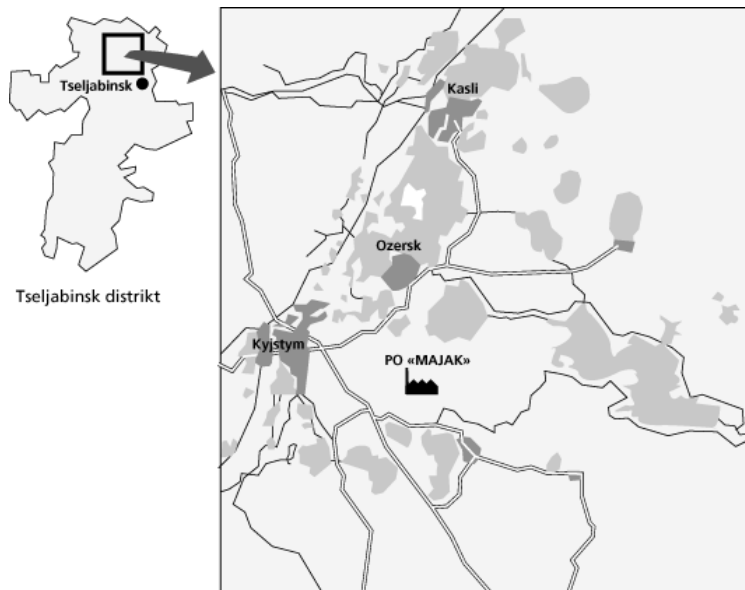 Tseljabinsk
Tseljabinsk distrikt
Kasli
Ozersk
Kyjstym
PO «MAJAK»